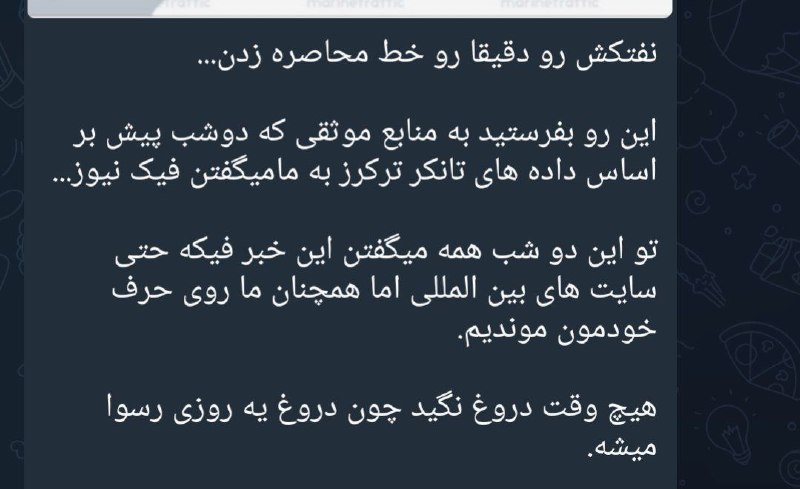 marinetraffic marinetraffic
نفتکش رو دقیقا رو خط محاصره زدن...
این رو بفرستید به منابع موثقی که دوشب پیش بر
اساس داده های تانکر ترکرز به مامیگفتن فیک نیوز...
تو این دو شب همه میگفتن این خبر فیکه حتی
سایت های بین المللی اما همچنان ما روی حرف
خودمون موندیم.
هیچ وقت دروغ نگید چون دروغ یه روزی رسوا
میشه.